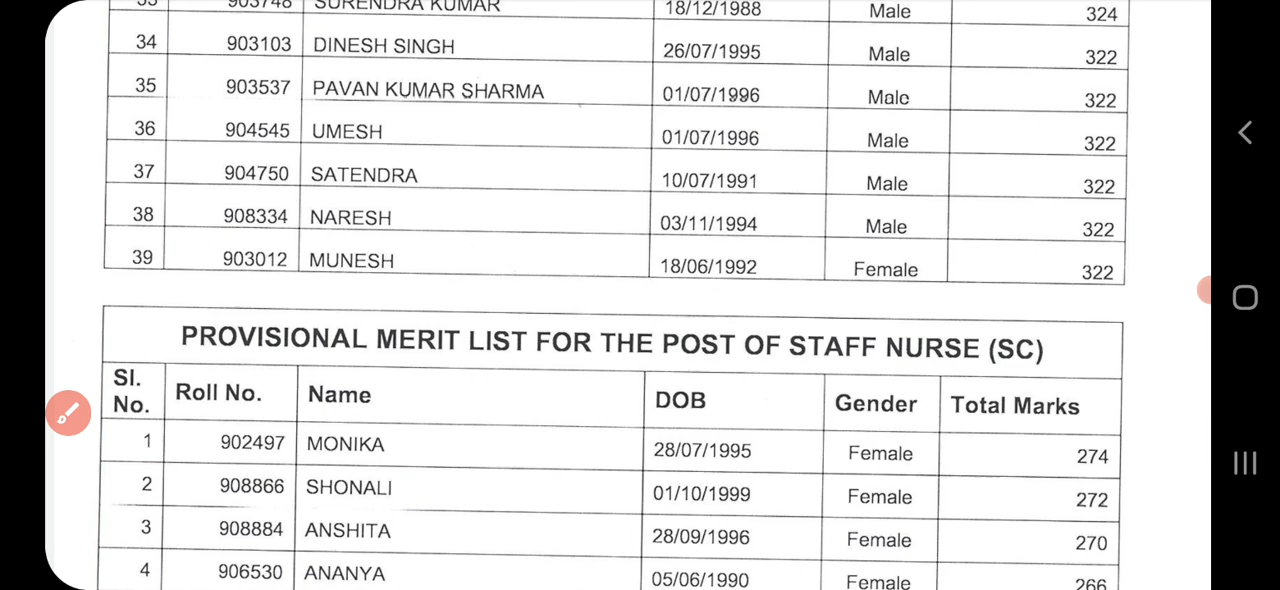 33 903748 SURENDRA KUMAR 18/12/1988 Male 324
34 903103 DINESH SINGH 26/07/1995 Male 322
35 903537 PAVAN KUMAR SHARMA 01/07/1996 Male 322
36 904545 UMESH 01/07/1996 Male 322
37 904750 SATENDRA 10/07/1991 Male 322
38 908334 NARESH 03/11/1994 Male 322
39 903012 MUNESH 18/06/1992 Female 322
PROVISIONAL MERIT LIST FOR THE POST OF STAFF NURSE (SC)
Sl. No. Roll No. Name DOB Gender Total Marks
1 902497 MONIKA 28/07/1995 Female 274
2 908866 SHONALI 01/10/1999 Female 272
3 908884 ANSHITA 28/09/1996 Female 270
4 906530 ANANYA 05/06/1990 Female 266